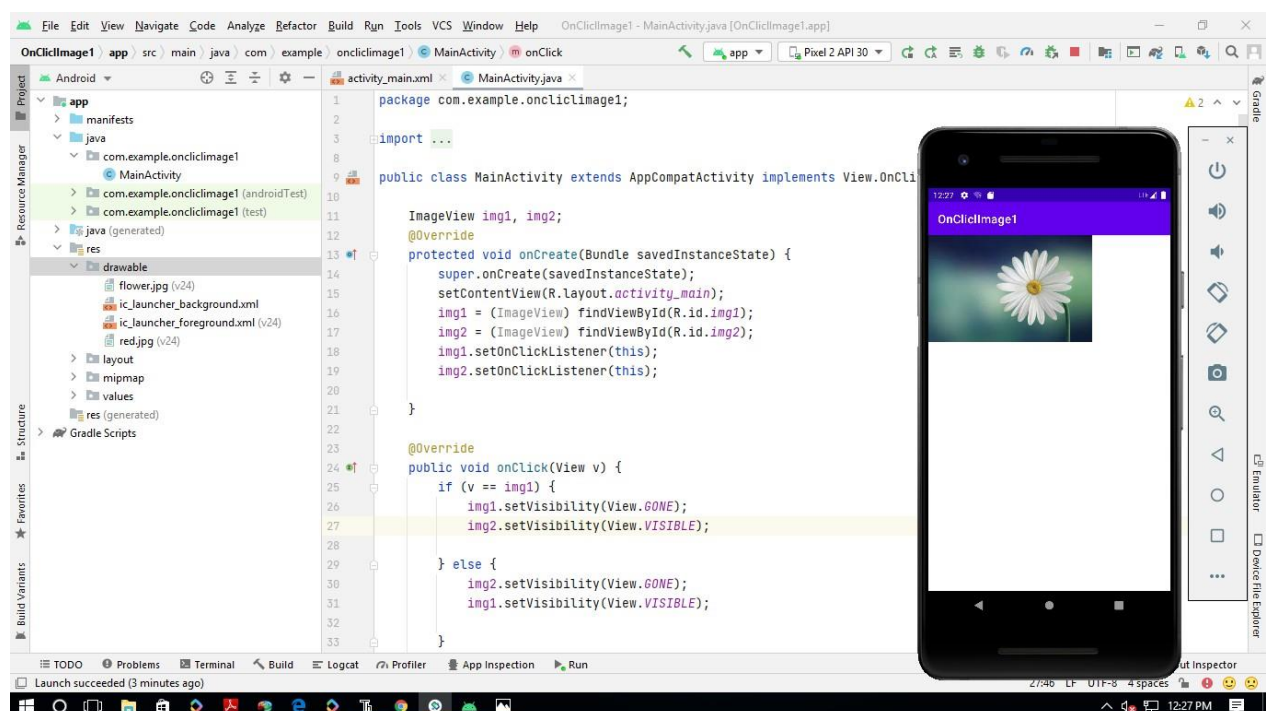 File Edit View Navigate Code Analyze Refactor Build Run Tools VCS Window Help OnClicImage1 - MainActivity.java [OnClicImage1.app]
OnClicImage1 app src main java com example oncliclimage1 MainActivity onClick app Pixel 2 API 30
Android
activity_main.xml MainActivity.java
Project
Resource Manager
Structure
Favorites
Build Variants
app
manifests
java
com.example.oncliclimage1
MainActivity
com.example.oncliclimage1 (androidTest)
com.example.oncliclimage1 (test)
java (generated)
res
drawable
flower.jpg (v24)
ic_launcher_background.xml
ic_launcher_foreground.xml (v24)
red.jpg (v24)
layout
mipmap
values
res (generated)
Gradle Scripts
1 package com.example.oncliclimage1;
2
3 import ...
8
9 public class MainActivity extends AppCompatActivity implements View.OnCli
10
11 ImageView img1, img2;
12 @Override
13 protected void onCreate(Bundle savedInstanceState) {
14 super.onCreate(savedInstanceState);
15 setContentView(R.layout.activity_main);
16 img1 = (ImageView) findViewById(R.id.img1);
17 img2 = (ImageView) findViewById(R.id.img2);
18 img1.setOnClickListener(this);
19 img2.setOnClickListener(this);
20
21 }
22
23 @Override
24 public void onClick(View v) {
25 if (v == img1) {
26 img1.setVisibility(View.GONE);
27 img2.setVisibility(View.VISIBLE);
28
29 } else {
30 img2.setVisibility(View.GONE);
31 img1.setVisibility(View.VISIBLE);
32
33 }
2
12:27 LTE
OnClicImage1
Gradle
Emulator
Device File Explorer
TODO Problems Terminal Build Logcat Profiler App Inspection Run ut Inspector
Launch succeeded (3 minutes ago) 27:46 LF UTF-8 4 spaces
12:27 PM